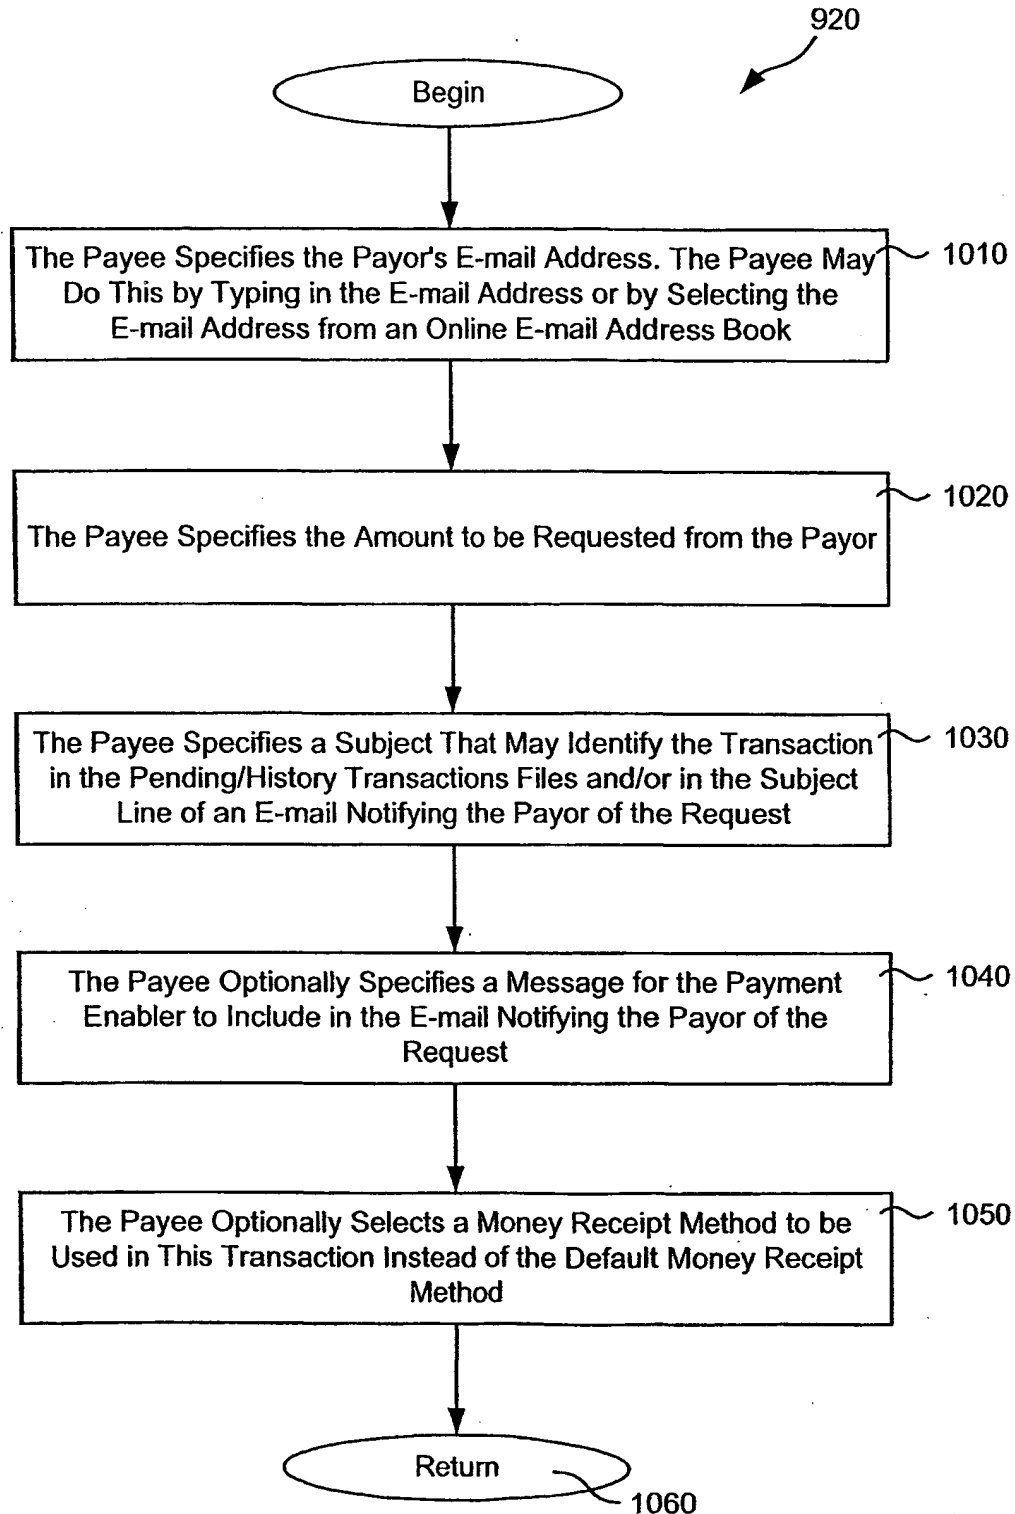 920
Begin
The Payee Specifies the Payor's E-mail Address. The Payee May
Do This by Typing in the E-mail Address or by Selecting the
E-mail Address from an Online E-mail Address Book
1010
The Payee Specifies the Amount to be Requested from the Payor
1020
The Payee Specifies a Subject That May Identify the Transaction
in the Pending/History Transactions Files and/or in the Subject
Line of an E-mail Notifying the Payor of the Request
1030
The Payee Optionally Specifies a Message for the Payment
Enabler to Include in the E-mail Notifying the Payor of the
Request
1040
The Payee Optionally Selects a Money Receipt Method to be
Used in This Transaction Instead of the Default Money Receipt
Method
1050
Return
1060